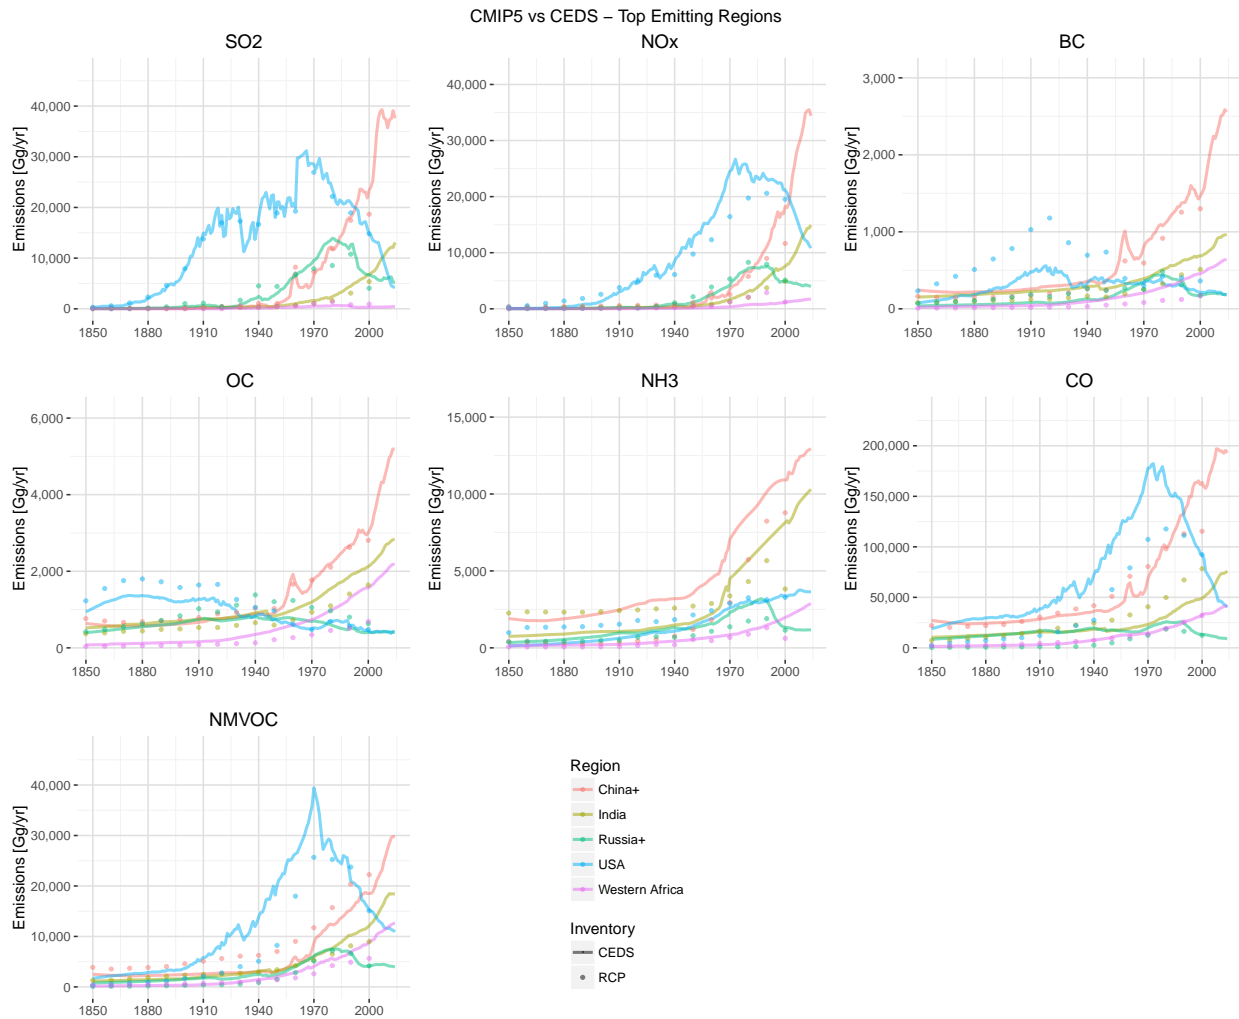 CMIP5 vs CEDS − Top Emitting Regions
SO2
NOx
BC
Emissions [Gg/yr]
40,000
30,000
20,000
10,000
0
1850 1880 1910 1940 1970 2000
Emissions [Gg/yr]
40,000
30,000
20,000
10,000
0
1850 1880 1910 1940 1970 2000
Emissions [Gg/yr]
3,000
2,000
1,000
0
1850 1880 1910 1940 1970 2000
OC
NH3
CO
Emissions [Gg/yr]
6,000
4,000
2,000
0
1850 1880 1910 1940 1970 2000
Emissions [Gg/yr]
15,000
10,000
5,000
0
1850 1880 1910 1940 1970 2000
Emissions [Gg/yr]
200,000
150,000
100,000
50,000
0
1850 1880 1910 1940 1970 2000
NMVOC
Emissions [Gg/yr]
40,000
30,000
20,000
10,000
0
1850 1880 1910 1940 1970 2000
Region
China+
India
Russia+
USA
Western Africa
Inventory
CEDS
RCP